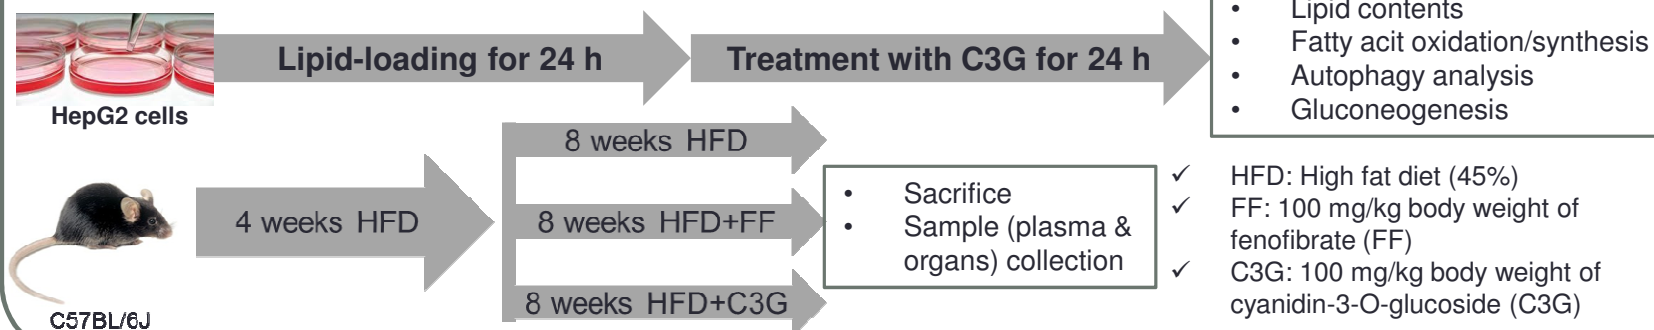 Lipid-loading for 24 h
Treatment with C3G for 24 h
• Lipid contents
• Fatty acit oxidation/synthesis
• Autophagy analysis
• Gluconeogenesis
HepG2 cells
4 weeks HFD
8 weeks HFD
8 weeks HFD+FF
8 weeks HFD+C3G
• Sacrifice
• Sample (plasma &
organs) collection
✓ HFD: High fat diet (45%)
✓ FF: 100 mg/kg body weight of
fenofibrate (FF)
✓ C3G: 100 mg/kg body weight of
cyanidin-3-O-glucoside (C3G)
C57BL/6J